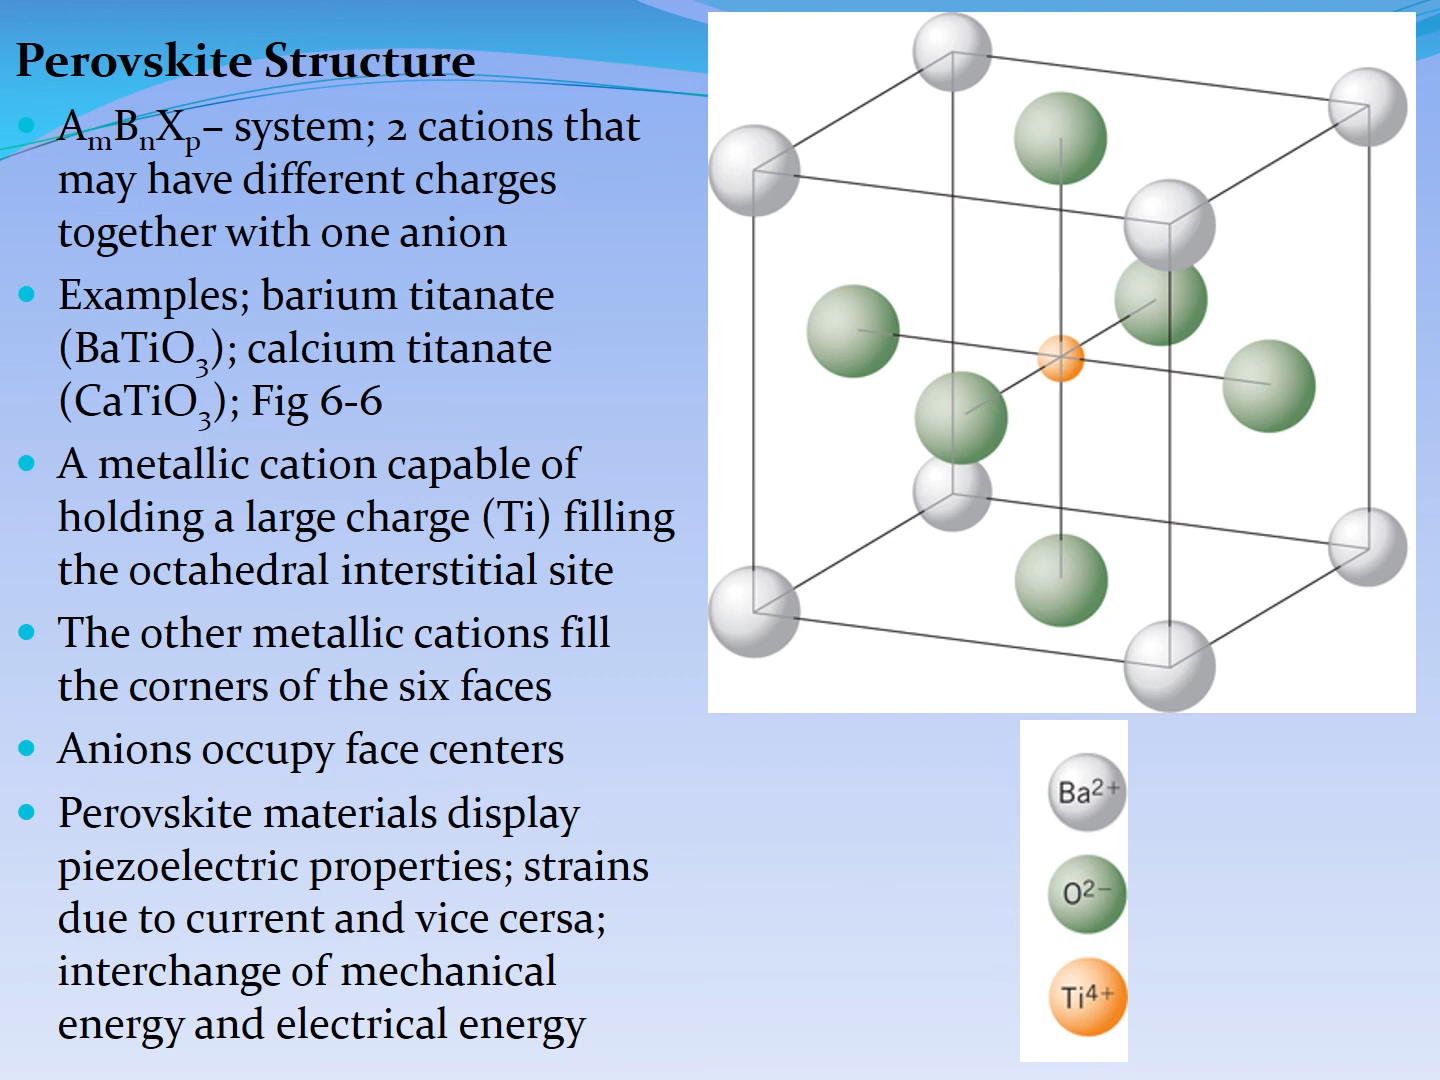 Perovskite Structure
AₘBₙXₚ– system; 2 cations that
may have different charges
together with one anion
Examples; barium titanate
(BaTiO₃); calcium titanate
(CaTiO₃); Fig 6-6
A metallic cation capable of
holding a large charge (Ti) filling
the octahedral interstitial site
The other metallic cations fill
the corners of the six faces
Anions occupy face centers
Perovskite materials display
piezoelectric properties; strains
due to current and vice cersa;
interchange of mechanical
energy and electrical energy
Ba²⁺
O²⁻
Ti⁴⁺